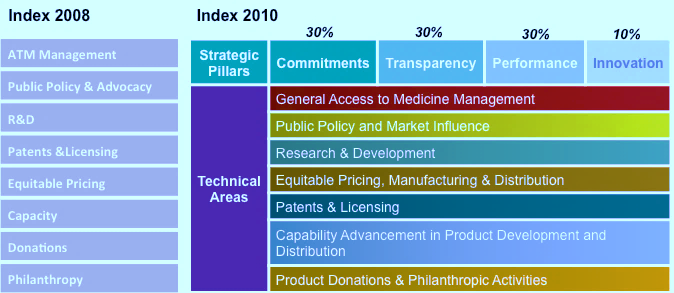 Index 2008
ATM Management
Public Policy & Advocacy
R&D
Patents &Licensing
Equitable Pricing
Capacity
Donations
Philanthropy
Index 2010
30% 30% 30% 10%
Strategic
Pillars
Commitments Transparency Performance Innovation
Technical
Areas
General Access to Medicine Management
Public Policy and Market Influence
Research & Development
Equitable Pricing, Manufacturing & Distribution
Patents & Licensing
Capability Advancement in Product Development and
Distribution
Product Donations & Philanthropic Activities